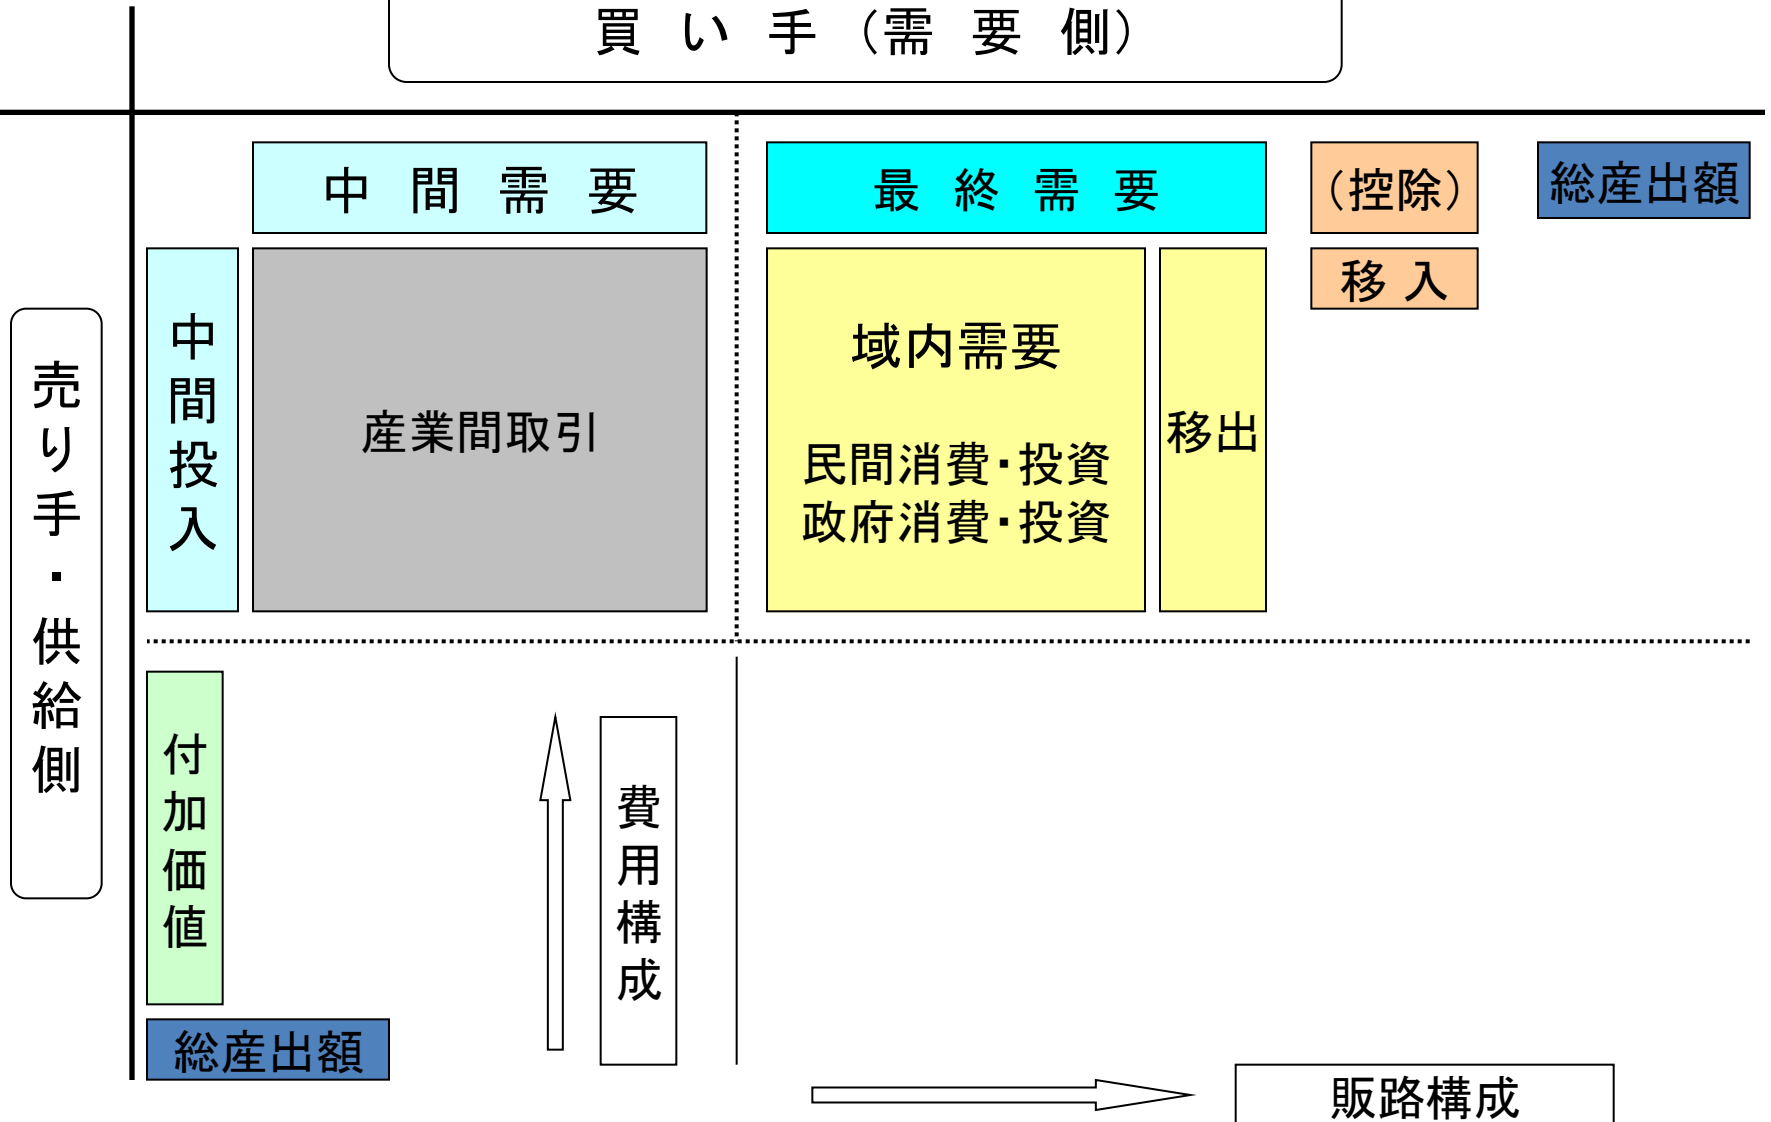 買い手（需要側）
中間需要
最終需要
（控除）
総産出額
移入
売り手・供給側
中間投入
産業間取引
域内需要
民間消費・投資
政府消費・投資
移出
付加価値
費用構成
総産出額
販路構成